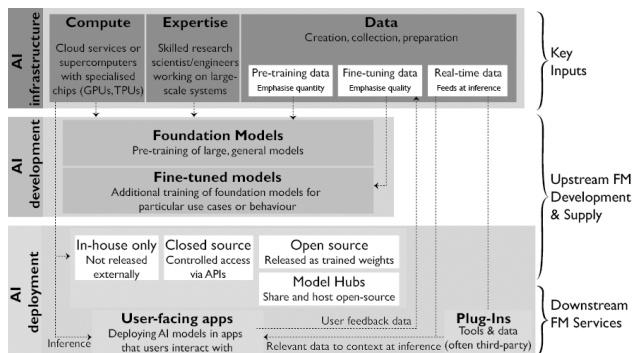 Compute
Cloud services or
supercomputers
with specialised
chips (GPUs, TPUs)
Expertise
Skilled research
scientist/engineers
working on large-
scale systems
Data
Creation, collection, preparation
Pre-training data
Emphasise quantity
Fine-tuning data
Emphasise quality
Real-time data
Feeds at inference
AI
infrastructure
Key
Inputs
AI
development
Foundation Models
Pre-training of large, general models
Fine-tuned models
Additional training of foundation models for
particular use cases or behaviour
Upstream FM
Development
& Supply
AI
deployment
In-house only
Not released
externally
Closed source
Controlled access
via APIs
Open source
Released as trained weights
Model Hubs
Share and host open-source
User-facing apps
Deploying AI models in apps
that users interact with
Inference
User feedback data
Relevant data to context at inference
Plug-Ins
Tools & data
(often third-party)
Downstream
FM Services